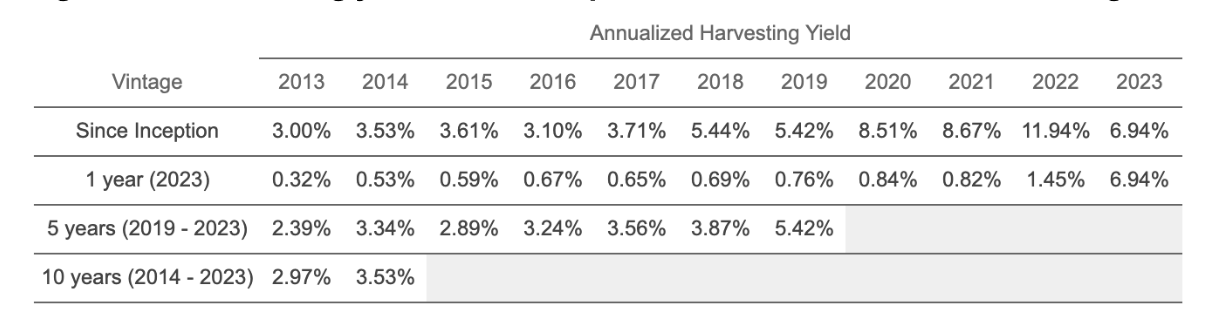 Annualized Harvesting Yield
Vintage 2013 2014 2015 2016 2017 2018 2019 2020 2021 2022 2023
Since Inception 3.00% 3.53% 3.61% 3.10% 3.71% 5.44% 5.42% 8.51% 8.67% 11.94% 6.94%
1 year (2023) 0.32% 0.53% 0.59% 0.67% 0.65% 0.69% 0.76% 0.84% 0.82% 1.45% 6.94%
5 years (2019 - 2023) 2.39% 3.34% 2.89% 3.24% 3.56% 3.87% 5.42%
10 years (2014 - 2023) 2.97% 3.53%